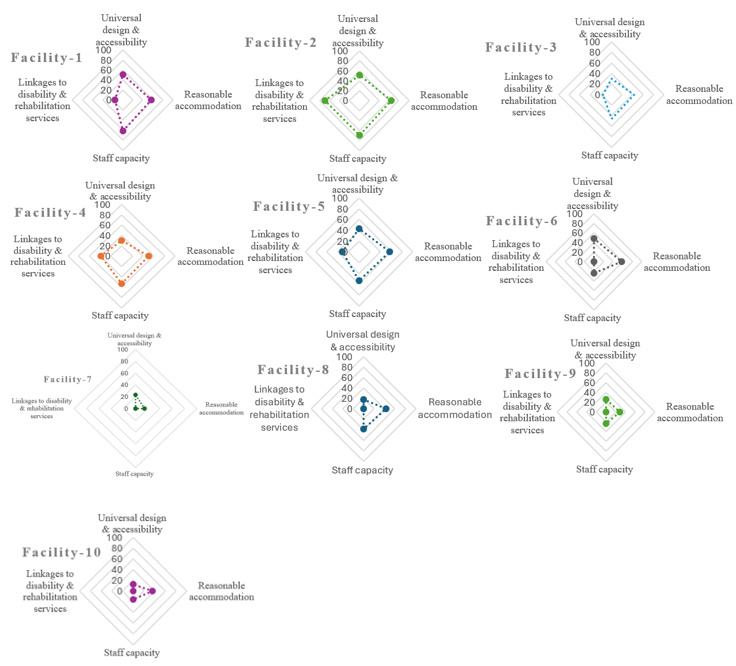 Facility-1
Universal
design &
accessibility
100
80
60
40
20
0
Linkages to
disability &
rehabilitation
services
Reasonable
accommodation
Staff capacity
Facility-2
Universal
design &
accessibility
100
80
60
40
20
0
Linkages to
disability &
rehabilitation
services
Reasonable
accommodation
Staff capacity
Facility-3
Universal design
& accessibility
100
80
60
40
20
0
Linkages to
disability &
rehabilitation
services
Reasonable
accommodation
Staff capacity
Facility-4
Universal design
& accessibility
100
80
60
40
20
0
Linkages to
disability &
rehabilitation
services
Reasonable
accommodation
Staff capacity
Facility-5
Universal design &
accessibility
100
80
60
40
20
0
Linkages to
disability &
rehabilitation
services
Reasonable
accommodation
Staff capacity
Facility-6
Universal
design &
accessibility
100
80
60
40
20
0
Linkages to
disability &
rehabilitation
services
Reasonable
accommodation
Staff capacity
Facility-7
Universal design &
accessibility
100
80
60
40
20
0
Linkages to disability
& rehabilitation
services
Reasonable
accommodation
Staff capacity
Facility-8
Universal design
& accessibility
100
80
60
40
20
0
Linkages to
disability &
rehabilitation
services
Reasonable
accommodation
Staff capacity
Facility-9
Universal design
& accessibility
100
80
60
40
20
0
Linkages to
disability &
rehabilitation
services
Reasonable
accommodation
Staff capacity
Facility-10
Universal design
& accessibility
100
80
60
40
20
0
Linkages to
disability &
rehabilitation
services
Reasonable
accommodation
Staff capacity